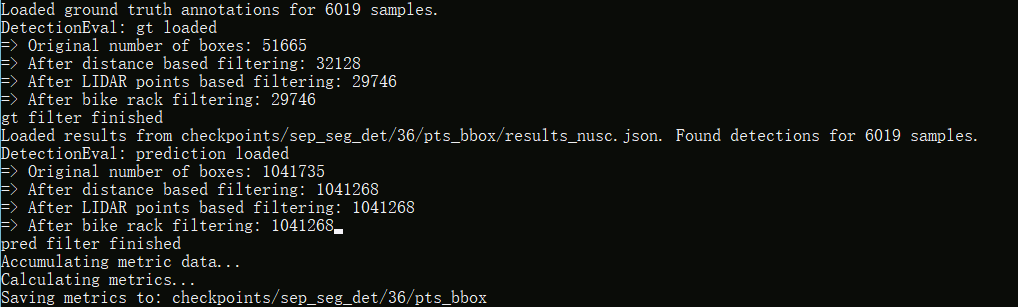 Loaded ground truth annotations for 6019 samples.
DetectionEval: gt loaded
=> Original number of boxes: 51665
=> After distance based filtering: 32128
=> After LIDAR points based filtering: 29746
=> After bike rack filtering: 29746
gt filter finished
Loaded results from checkpoints/sep_seg_det/36/pts_bbox/results_nusc.json. Found detections for 6019 samples.
DetectionEval: prediction loaded
=> Original number of boxes: 1041735
=> After distance based filtering: 1041268
=> After LIDAR points based filtering: 1041268
=> After bike rack filtering: 1041268
pred filter finished
Accumulating metric data...
Calculating metrics...
Saving metrics to: checkpoints/sep_seg_det/36/pts_bbox